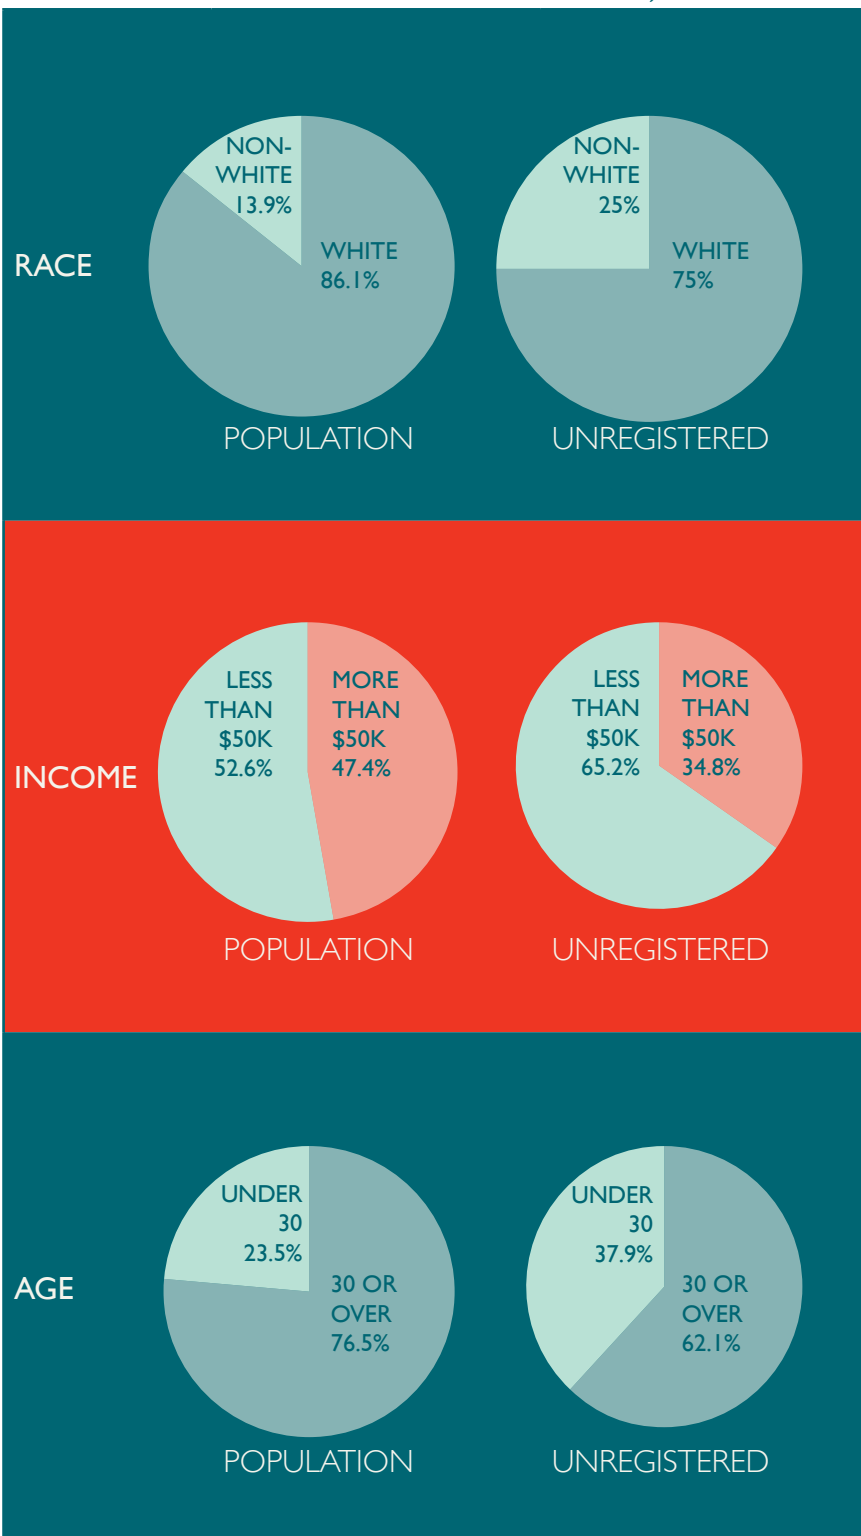 RACE
NON-
WHITE
13.9%
WHITE
86.1%
POPULATION
NON-
WHITE
25%
WHITE
75%
UNREGISTERED
INCOME
LESS
THAN
$50K
52.6%
MORE
THAN
$50K
47.4%
POPULATION
LESS
THAN
$50K
65.2%
MORE
THAN
$50K
34.8%
UNREGISTERED
AGE
UNDER
30
23.5%
30 OR
OVER
76.5%
POPULATION
UNDER
30
37.9%
30 OR
OVER
62.1%
UNREGISTERED